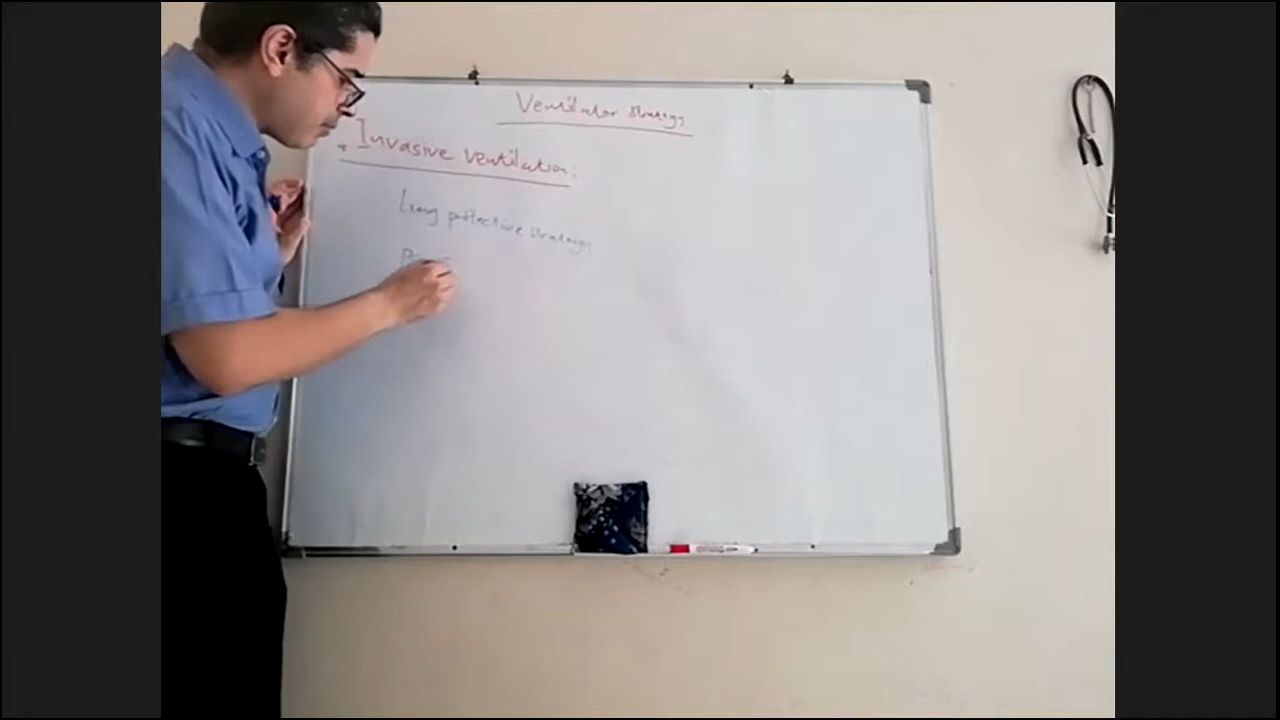 Ventilator strategy
+ Invasive ventilation.
Lung protective strategy